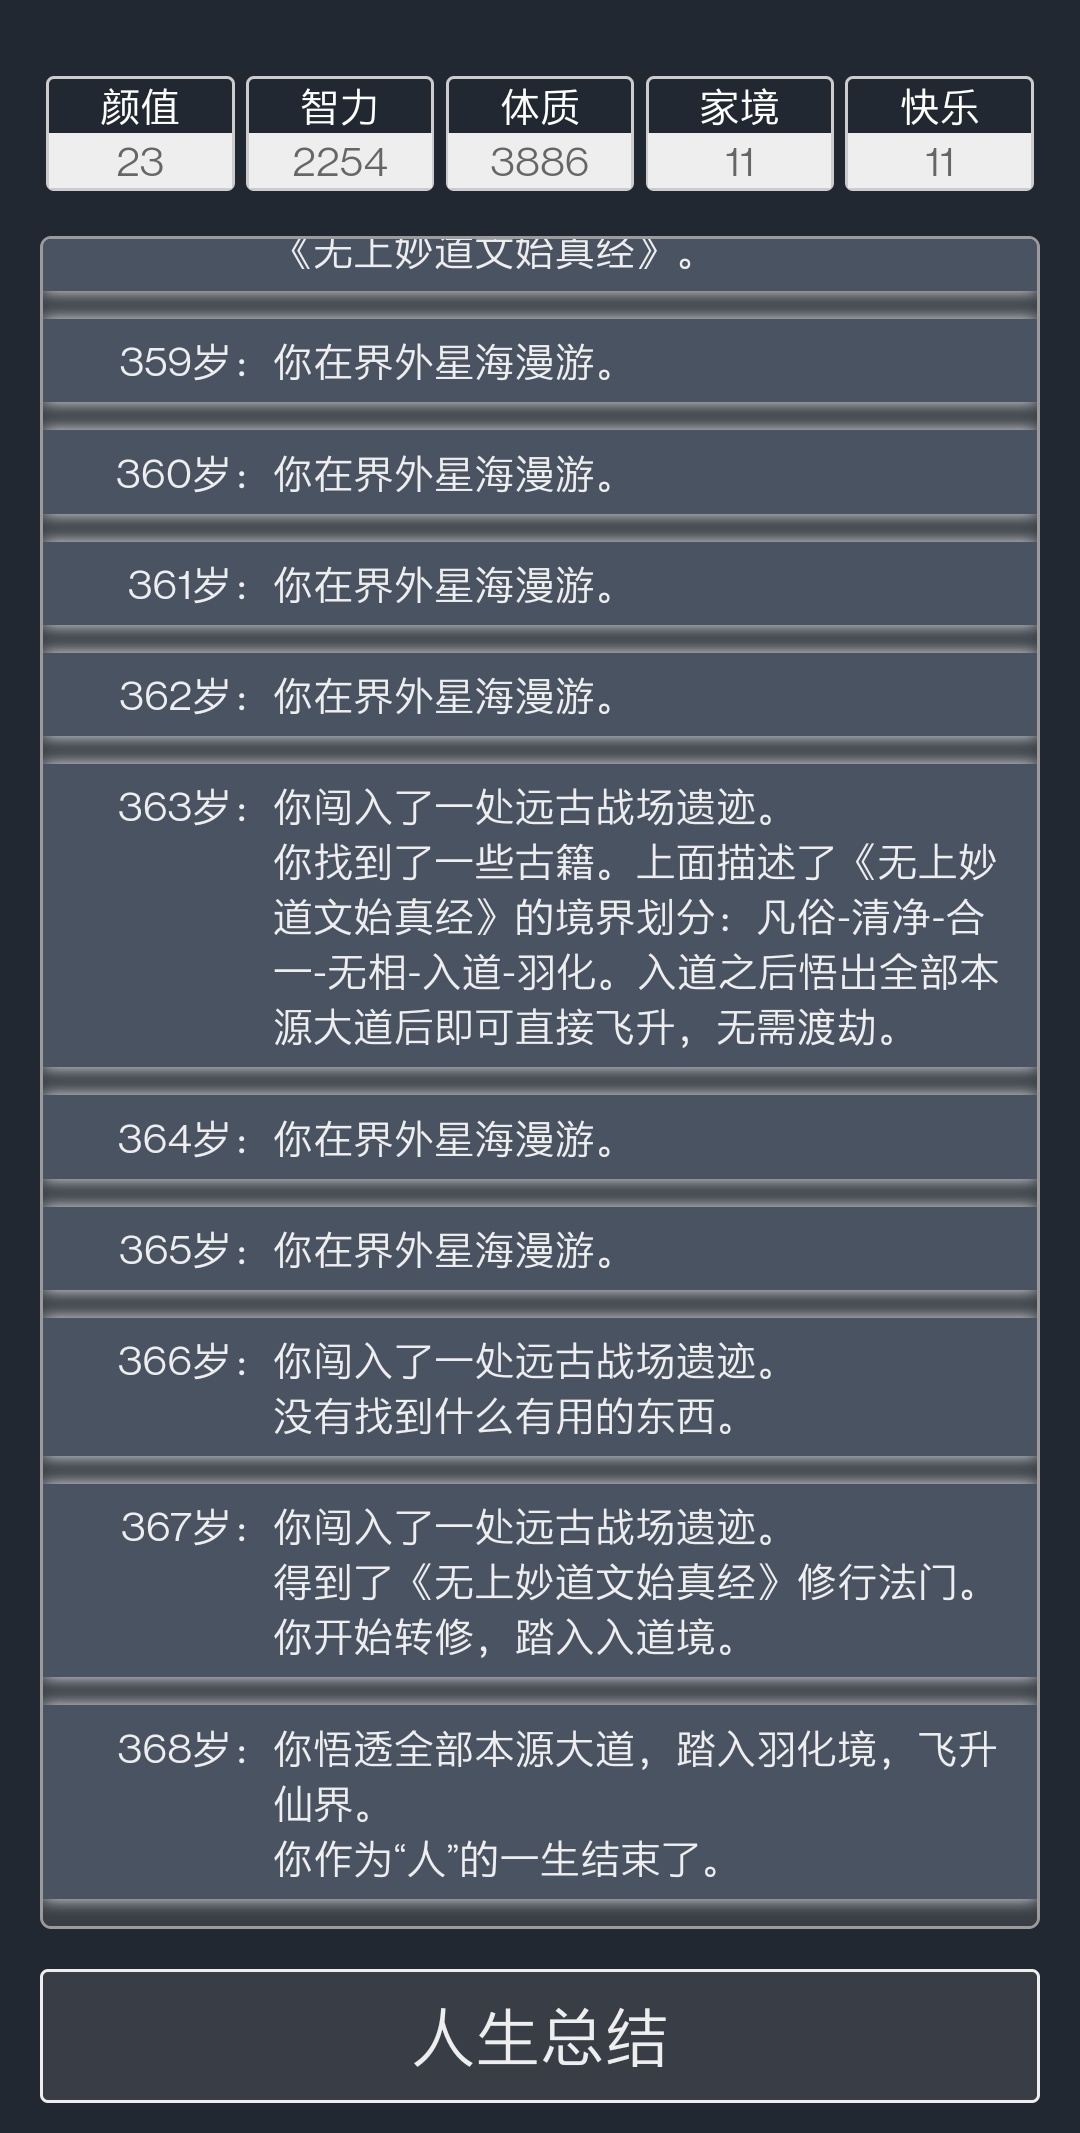 颜值 智力 体质 家境 快乐
23 2254 3886 11 11
《无上妙道文始真经》。
359岁： 你在界外星海漫游。
360岁： 你在界外星海漫游。
361岁： 你在界外星海漫游。
362岁： 你在界外星海漫游。
363岁： 你闯入了一处远古战场遗迹。
你找到了一些古籍。上面描述了《无上妙
道文始真经》的境界划分：凡俗-清净-合
一-无相-入道-羽化。入道之后悟出全部本
源大道后即可直接飞升，无需渡劫。
364岁： 你在界外星海漫游。
365岁： 你在界外星海漫游。
366岁： 你闯入了一处远古战场遗迹。
没有找到什么有用的东西。
367岁： 你闯入了一处远古战场遗迹。
得到了《无上妙道文始真经》修行法门。
你开始转修，踏入入道境。
368岁： 你悟透全部本源大道，踏入羽化境，飞升
仙界。
你作为“人”的一生结束了。
人生总结